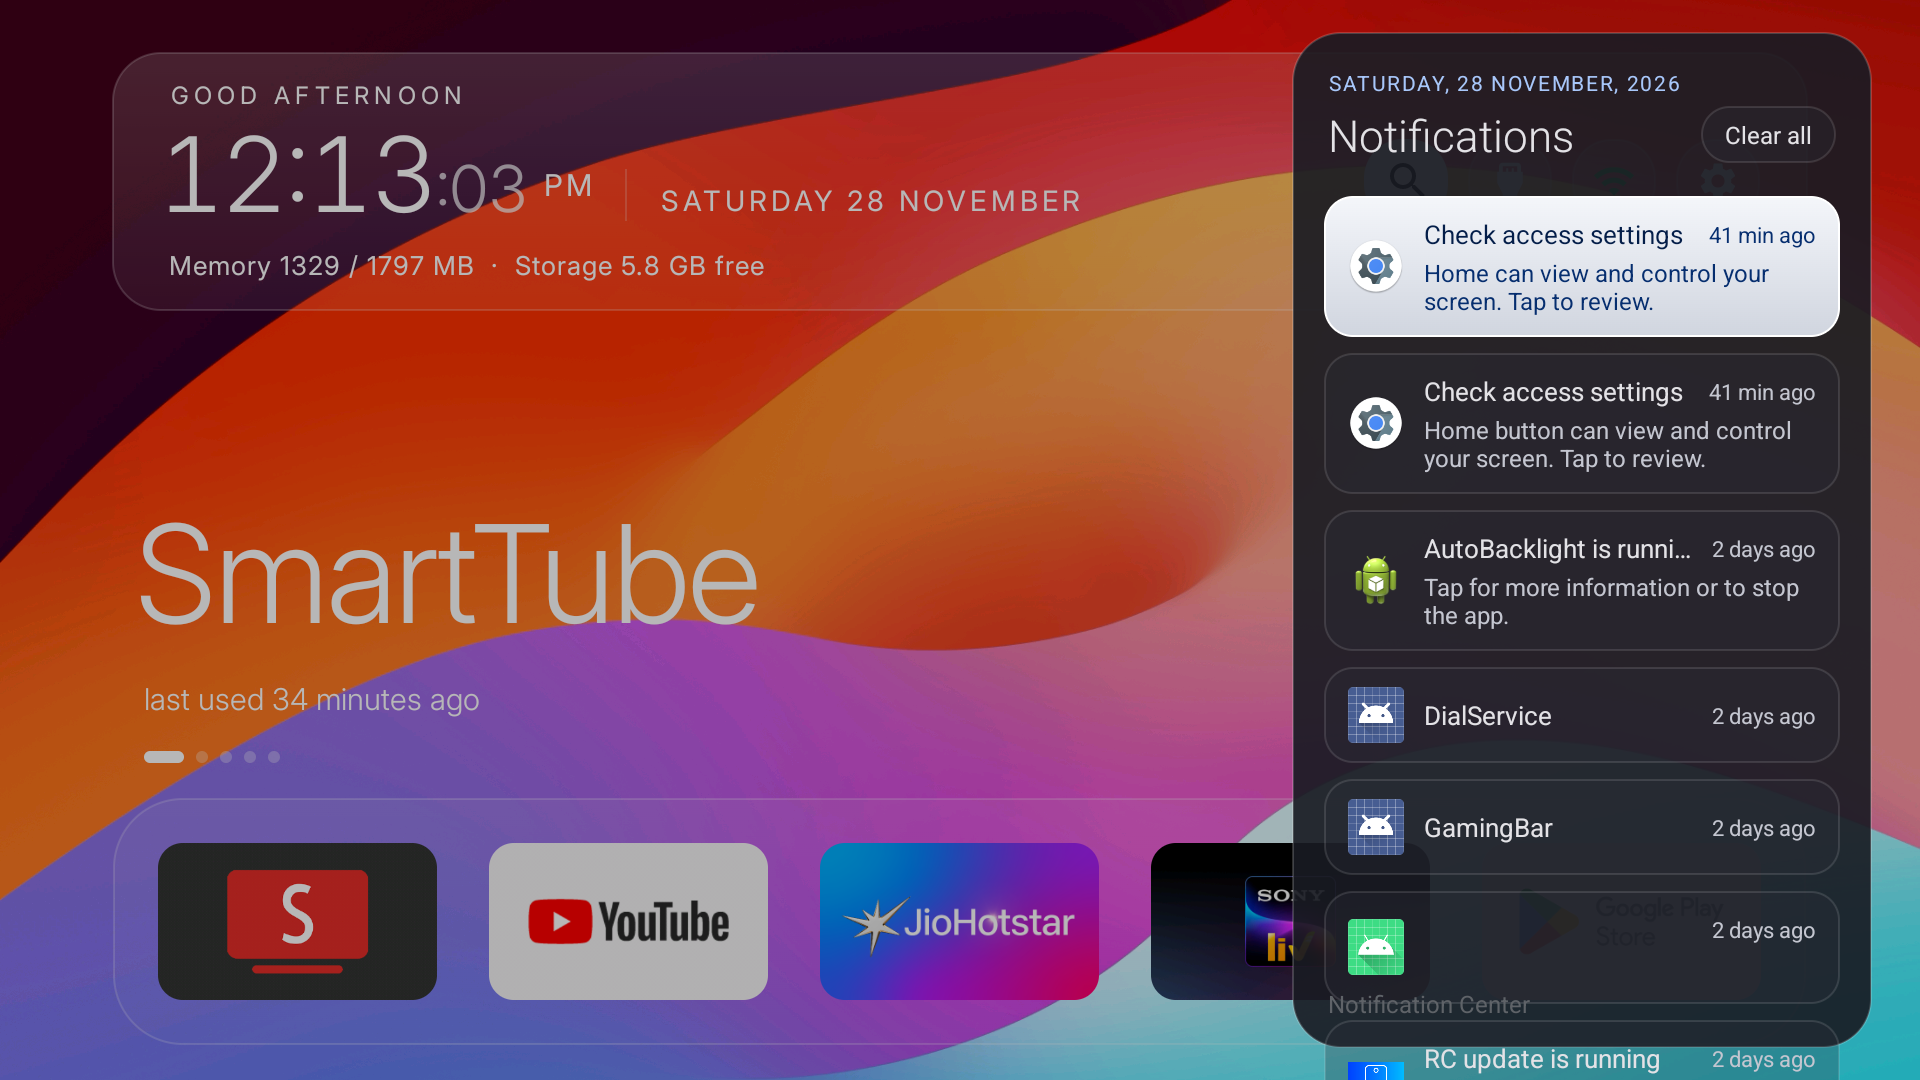 GOOD AFTERNOON
12:13:03 PM
SATURDAY 28 NOVEMBER
Memory 1329 / 1797 MB · Storage 5.8 GB free
SmartTube
last used 34 minutes ago
S
YouTube
JioHotstar
SONY
liv
Google Play
Store
SATURDAY, 28 NOVEMBER, 2026
Notifications
Clear all
Check access settings 41 min ago
Home can view and control your
screen. Tap to review.
Check access settings 41 min ago
Home button can view and control
your screen. Tap to review.
AutoBacklight is runni... 2 days ago
Tap for more information or to stop
the app.
DialService 2 days ago
GamingBar 2 days ago
2 days ago
Notification Center
RC update is running 2 days ago